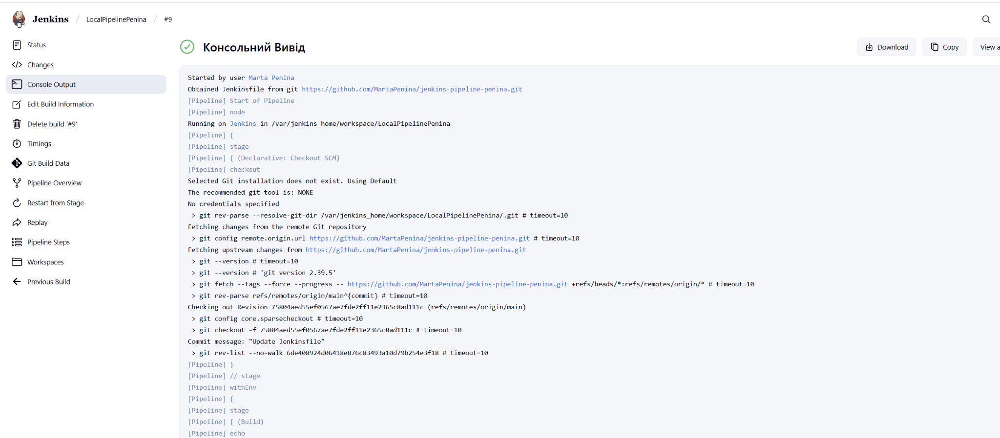 Jenkins / LocalPipelinePenina / #9
Status
Changes
Console Output
Edit Build Information
Delete build ‘#9’
Timings
Git Build Data
Pipeline Overview
Restart from Stage
Replay
Pipeline Steps
Workspaces
Previous Build
Консольний Вивід
Download
Copy
View a
Started by user Marta Penina
Obtained Jenkinsfile from git https://github.com/MartaPenina/jenkins-pipeline-penina.git
[Pipeline] Start of Pipeline
[Pipeline] node
Running on Jenkins in /var/jenkins_home/workspace/LocalPipelinePenina
[Pipeline] {
[Pipeline] stage
[Pipeline] { (Declarative: Checkout SCM)
[Pipeline] checkout
Selected Git installation does not exist. Using Default
The recommended git tool is: NONE
No credentials specified
 > git rev-parse --resolve-git-dir /var/jenkins_home/workspace/LocalPipelinePenina/.git # timeout=10
Fetching changes from the remote Git repository
 > git config remote.origin.url https://github.com/MartaPenina/jenkins-pipeline-penina.git # timeout=10
Fetching upstream changes from https://github.com/MartaPenina/jenkins-pipeline-penina.git
 > git --version # timeout=10
 > git --version # 'git version 2.39.5'
 > git fetch --tags --force --progress -- https://github.com/MartaPenina/jenkins-pipeline-penina.git +refs/heads/*:refs/remotes/origin/* # timeout=10
 > git rev-parse refs/remotes/origin/main^{commit} # timeout=10
Checking out Revision 75804aed55ef0567ae7fde2ff11e2365c8ad111c (refs/remotes/origin/main)
 > git config core.sparsecheckout # timeout=10
 > git checkout -f 75804aed55ef0567ae7fde2ff11e2365c8ad111c # timeout=10
Commit message: "Update Jenkinsfile"
 > git rev-list --no-walk 6de408924d06418e876c83493a10d79b254e3f18 # timeout=10
[Pipeline] }
[Pipeline] // stage
[Pipeline] withEnv
[Pipeline] {
[Pipeline] stage
[Pipeline] { (Build)
[Pipeline] echo